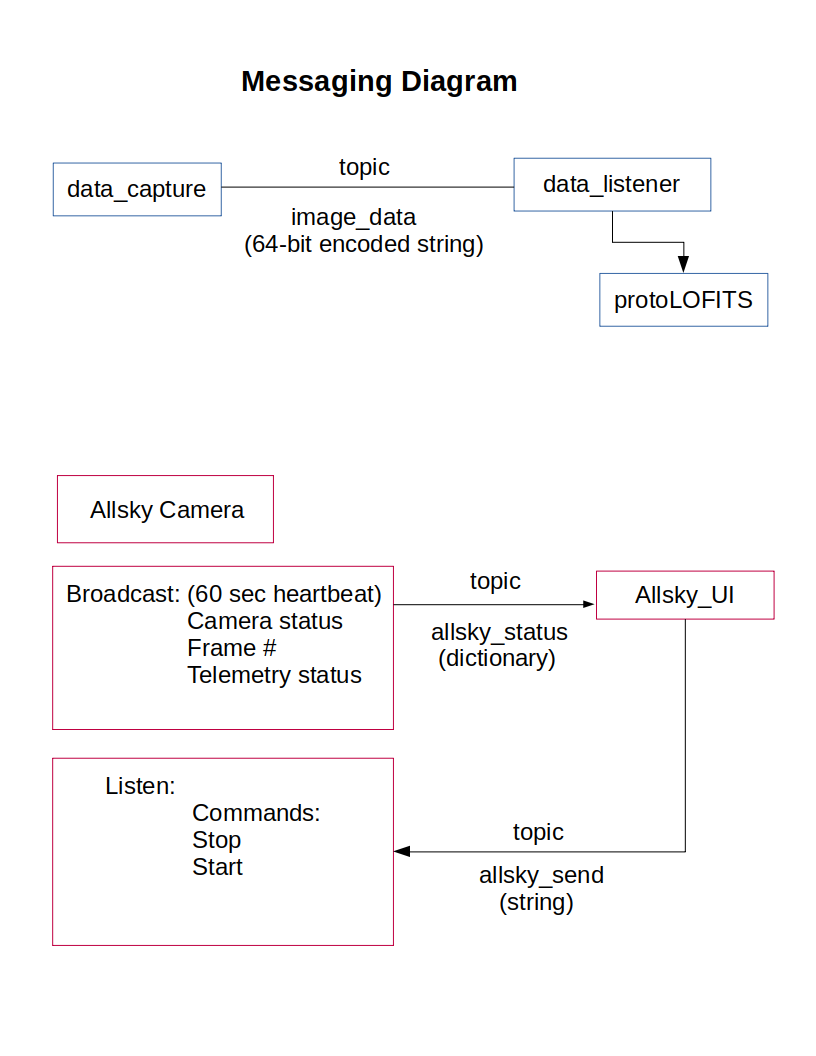 Messaging Diagram
data_capture
topic
data_listener
image_data
(64-bit encoded string)
protoLOFITS
Allsky Camera
Broadcast: (60 sec heartbeat)
Camera status
Frame #
Telemetry status
topic
allsky_status
(dictionary)
Allsky_UI
Listen:
Commands:
Stop
Start
topic
allsky_send
(string)